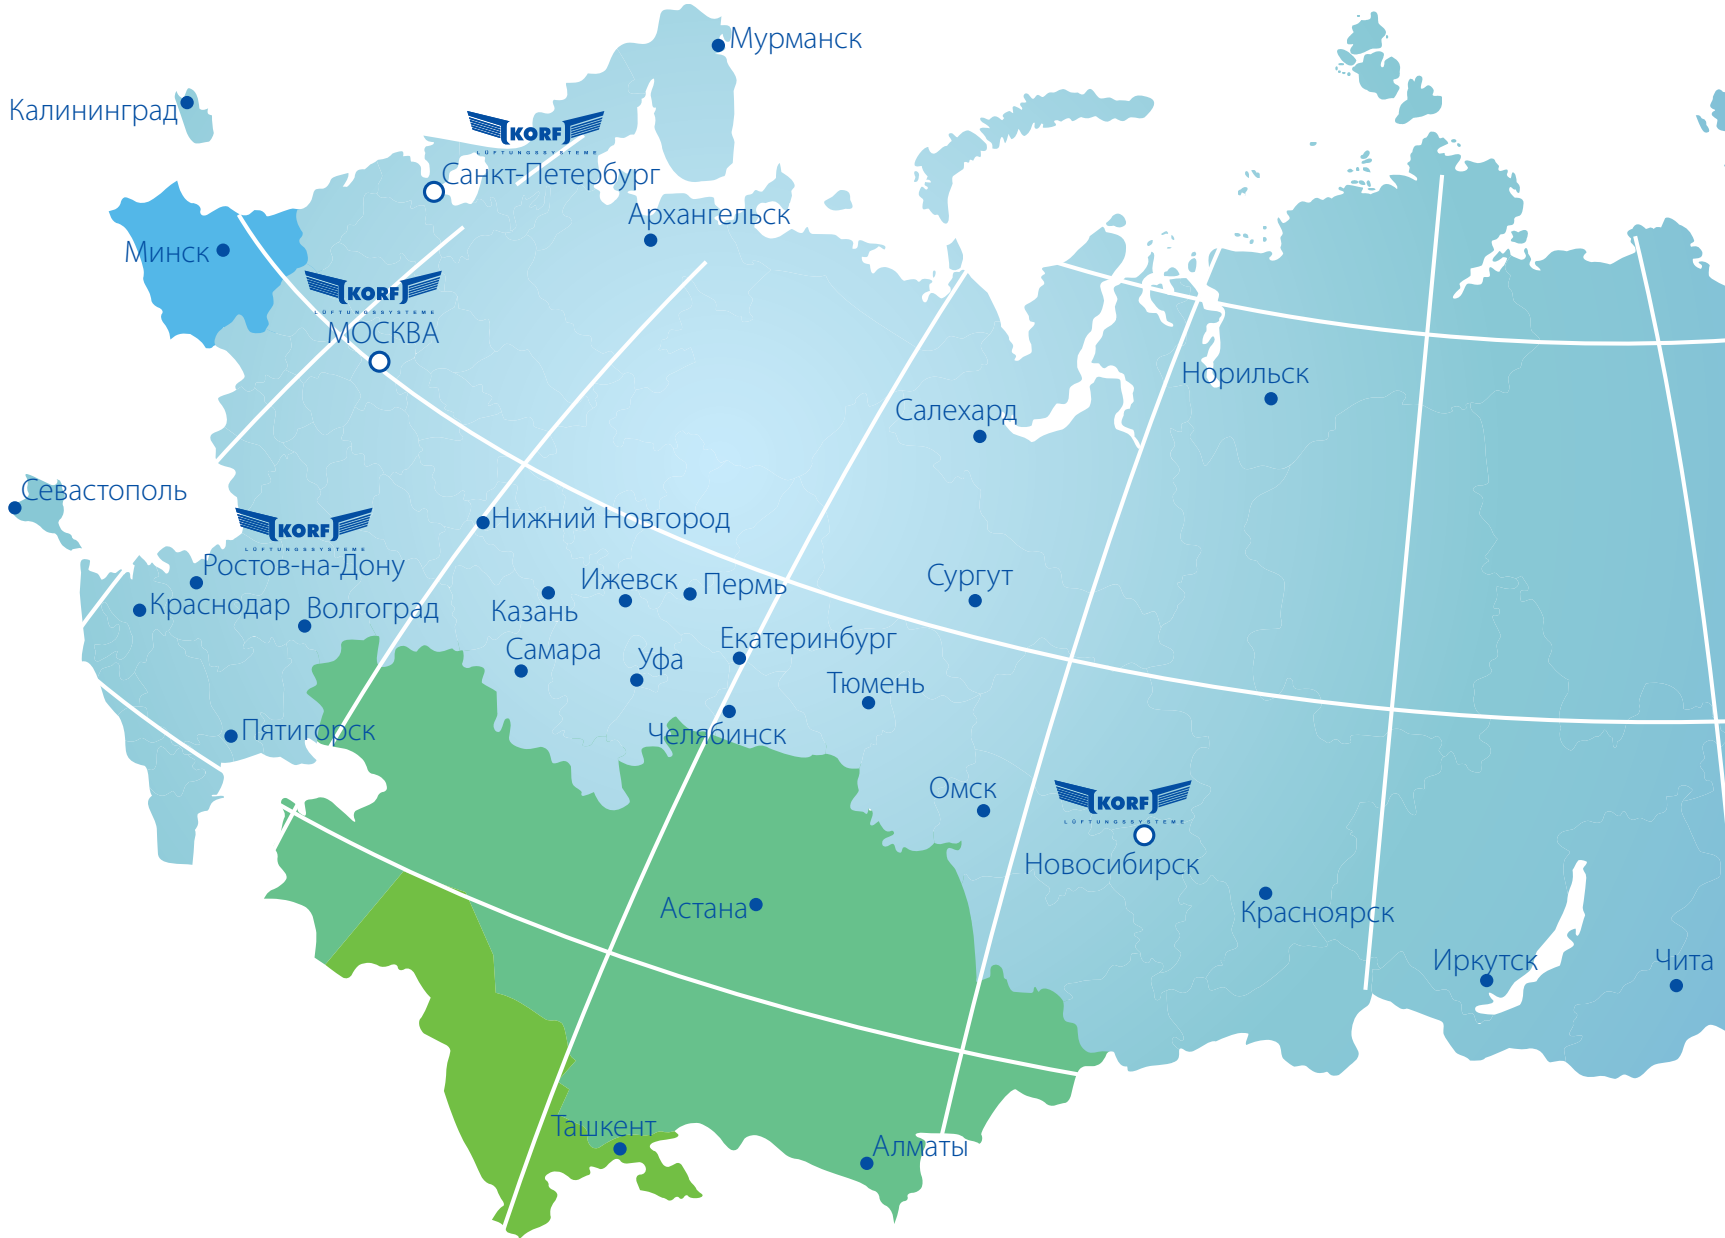 Мурманск
Калининград
KORF
LÜFTUNGSSYSTEME
Санкт-Петербург
Архангельск
Минск
KORF
LÜFTUNGSSYSTEME
МОСКВА
Норильск
Салехард
Севастополь
KORF
LÜFTUNGSSYSTEME
Нижний Новгород
Ростов-на-Дону
Ижевск
Пермь
Сургут
Краснодар
Волгоград
Казань
Екатеринбург
Самара
Уфа
Тюмень
Пятигорск
Челябинск
Омск
KORF
LÜFTUNGSSYSTEME
Новосибирск
Астана
Красноярск
Иркутск
Чита
Ташкент
Алматы